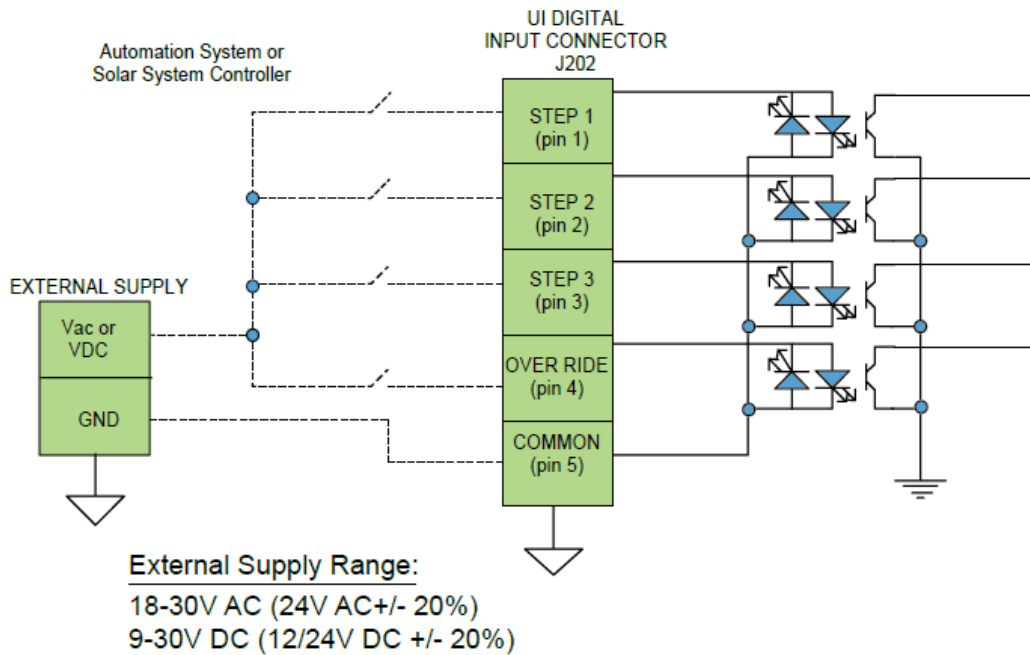 UI DIGITAL
INPUT CONNECTOR
J202
Automation System or
Solar System Controller
STEP 1
(pin 1)
STEP 2
(pin 2)
STEP 3
(pin 3)
EXTERNAL SUPPLY
Vac or
VDC
OVER RIDE
(pin 4)
GND
COMMON
(pin 5)
External Supply Range:
18-30V AC (24V AC+/- 20%)
9-30V DC (12/24V DC +/- 20%)